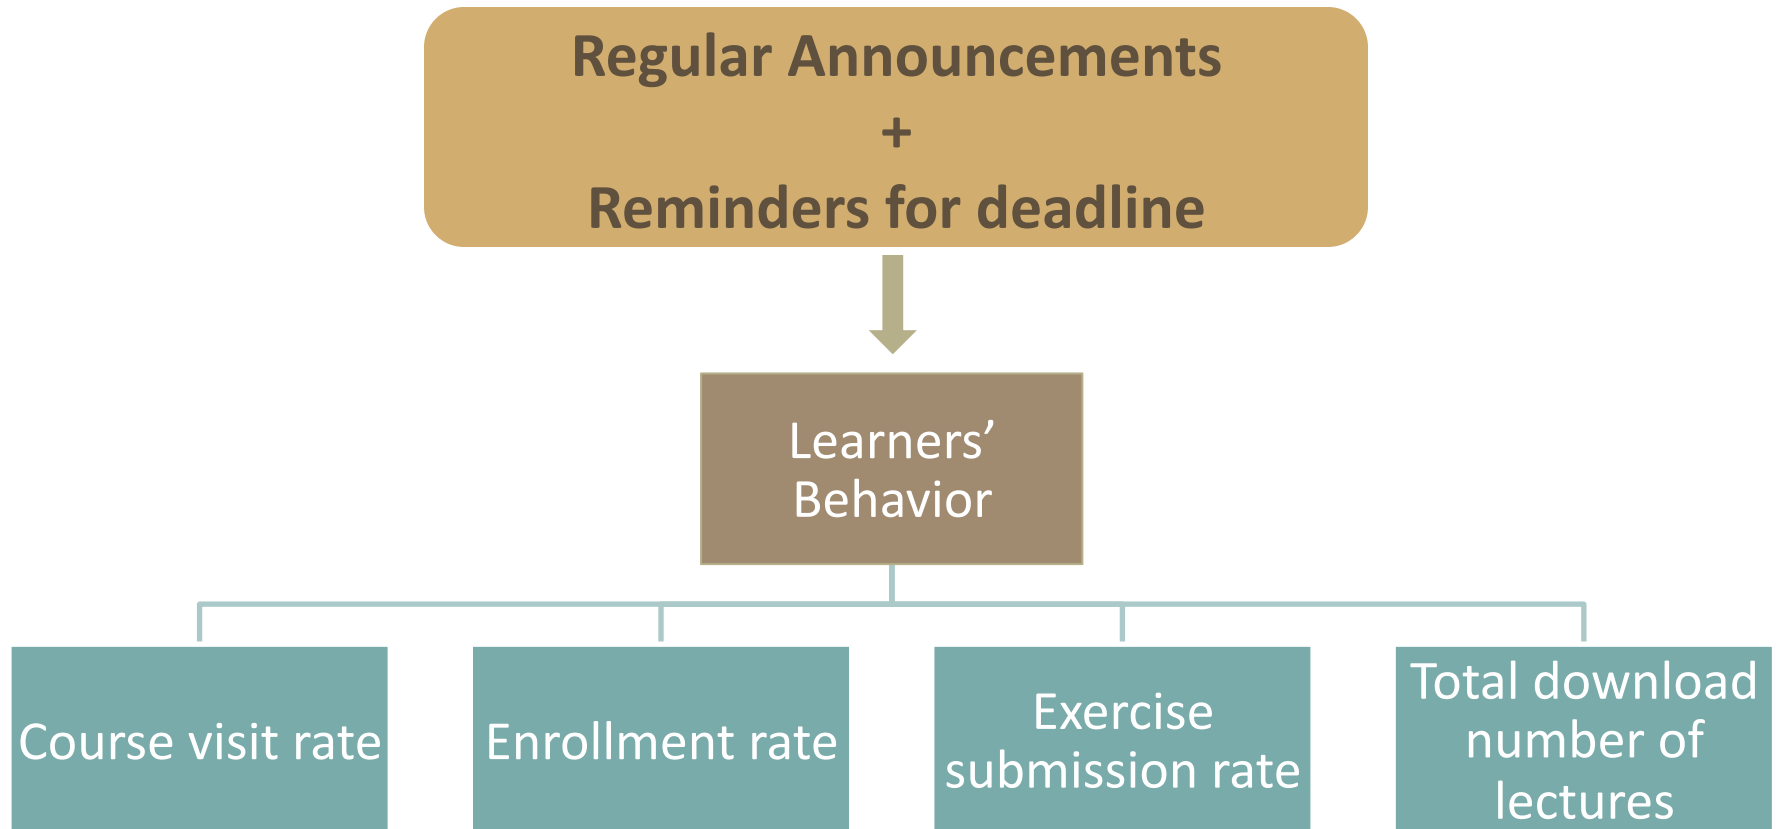 Regular Announcements
+
Reminders for deadline
Learners’
Behavior
Course visit rate
Enrollment rate
Exercise
submission rate
Total download
number of
lectures